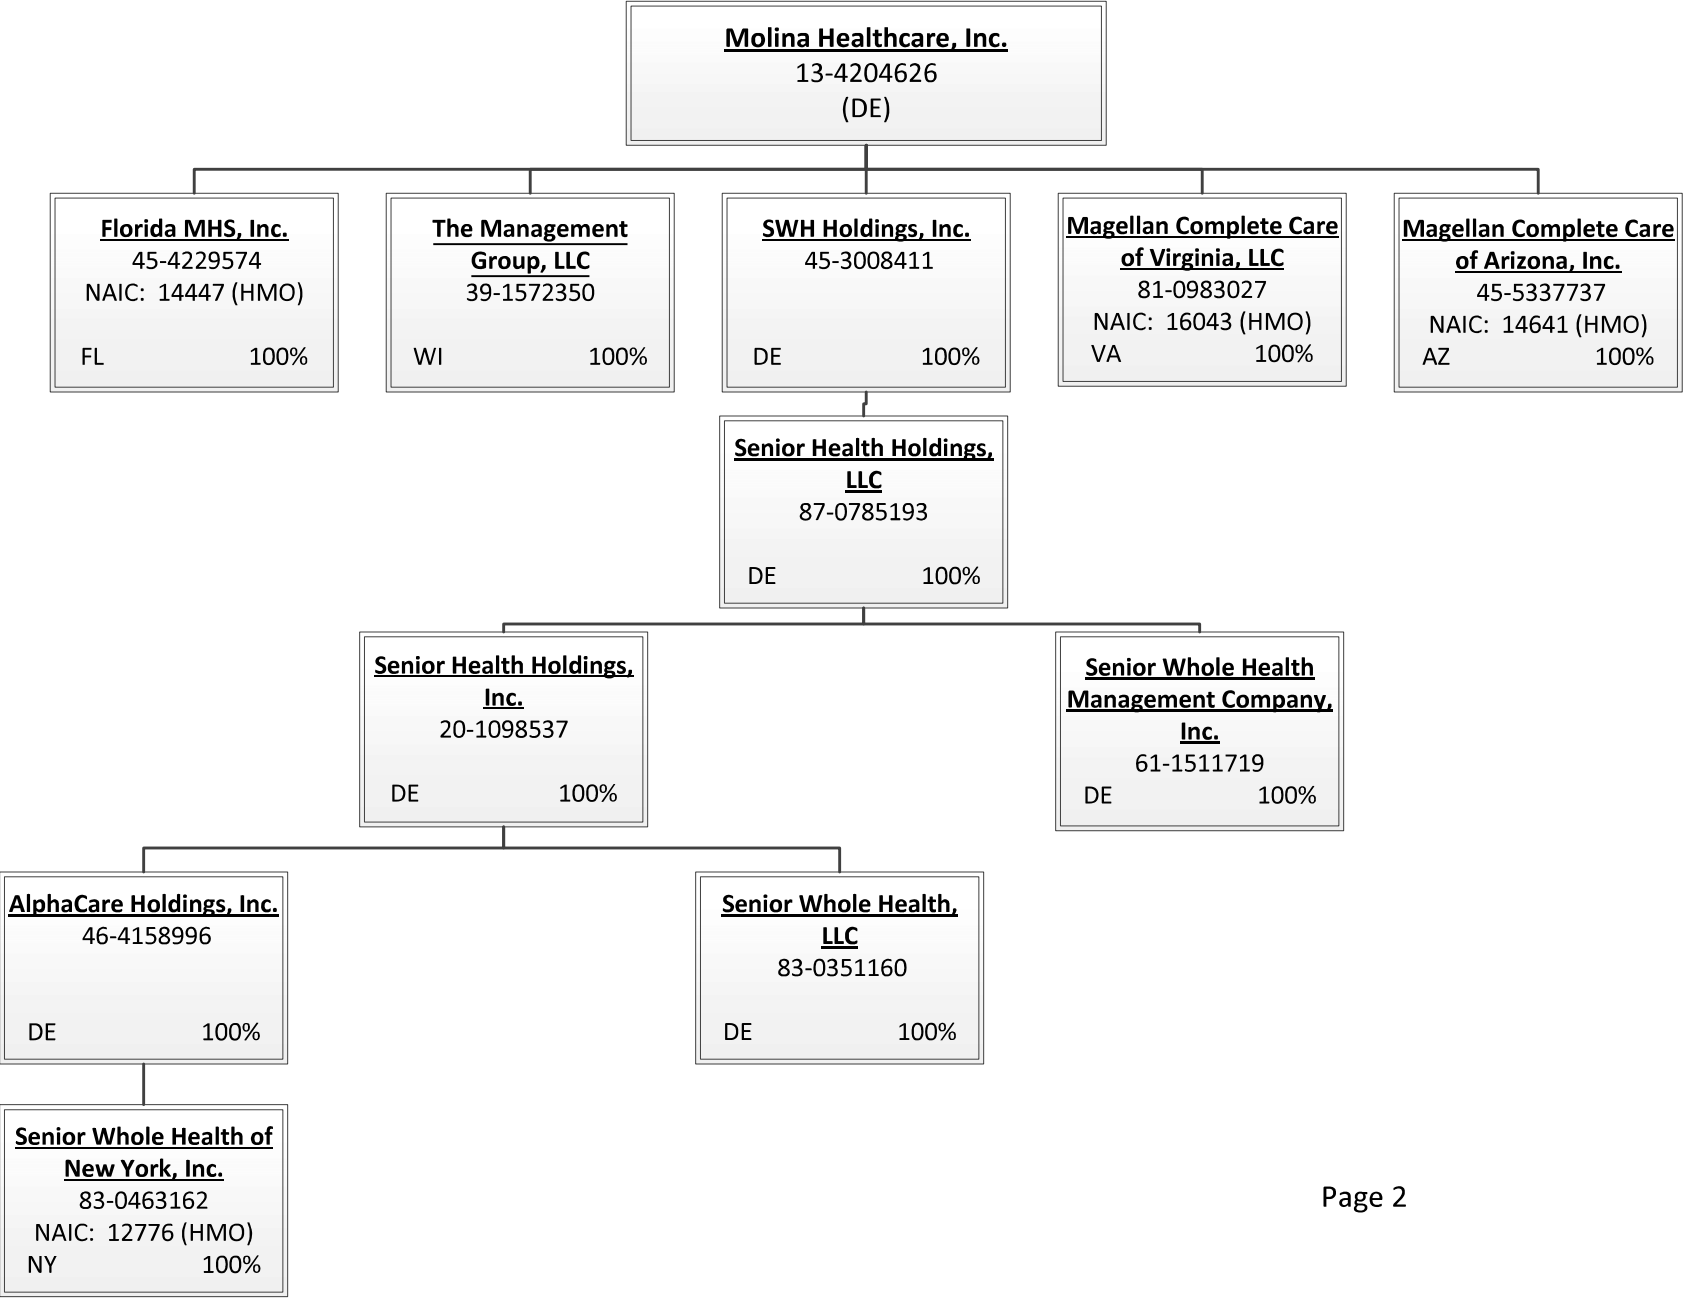 Molina Healthcare, Inc.
13-4204626
(DE)
Florida MHS, Inc.
45-4229574
NAIC:  14447 (HMO)
FL 100%
The Management
Group, LLC
39-1572350
WI 100%
SWH Holdings, Inc.
45-3008411
DE 100%
Magellan Complete Care
of Virginia, LLC
81-0983027
NAIC:  16043 (HMO)
VA 100%
Magellan Complete Care
of Arizona, Inc.
45-5337737
NAIC:  14641 (HMO)
AZ 100%
Senior Health Holdings,
LLC
87-0785193
DE 100%
Senior Health Holdings,
Inc.
20-1098537
DE 100%
Senior Whole Health
Management Company,
Inc.
61-1511719
DE 100%
AlphaCare Holdings, Inc.
46-4158996
DE 100%
Senior Whole Health,
LLC
83-0351160
DE 100%
Senior Whole Health of
New York, Inc.
83-0463162
NAIC:  12776 (HMO)
NY 100%
Page 2